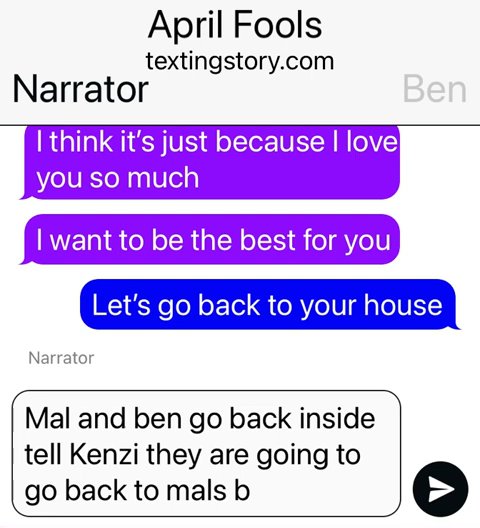 April Fools
textingstory.com
Narrator Ben
I think it's just because I love
you so much
I want to be the best for you
Let's go back to your house
Narrator
Mal and ben go back inside
tell Kenzi they are going to
go back to mals b